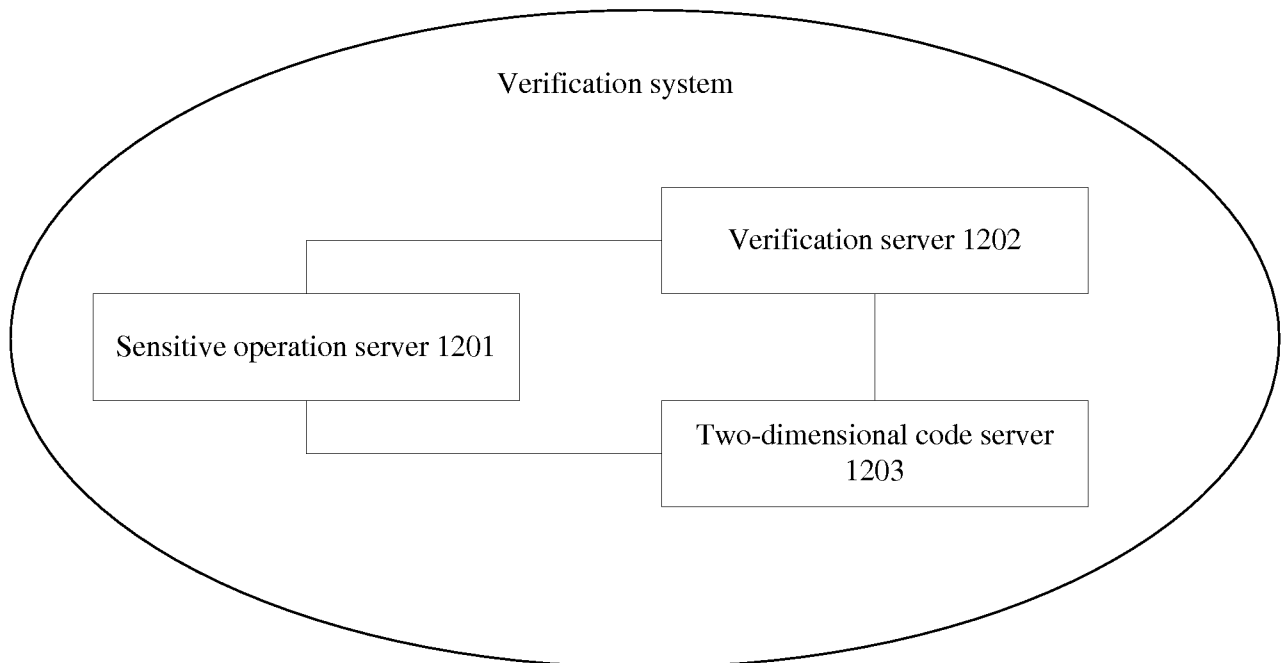 Verification system
Verification server 1202
Sensitive operation server 1201
Two-dimensional code server
1203